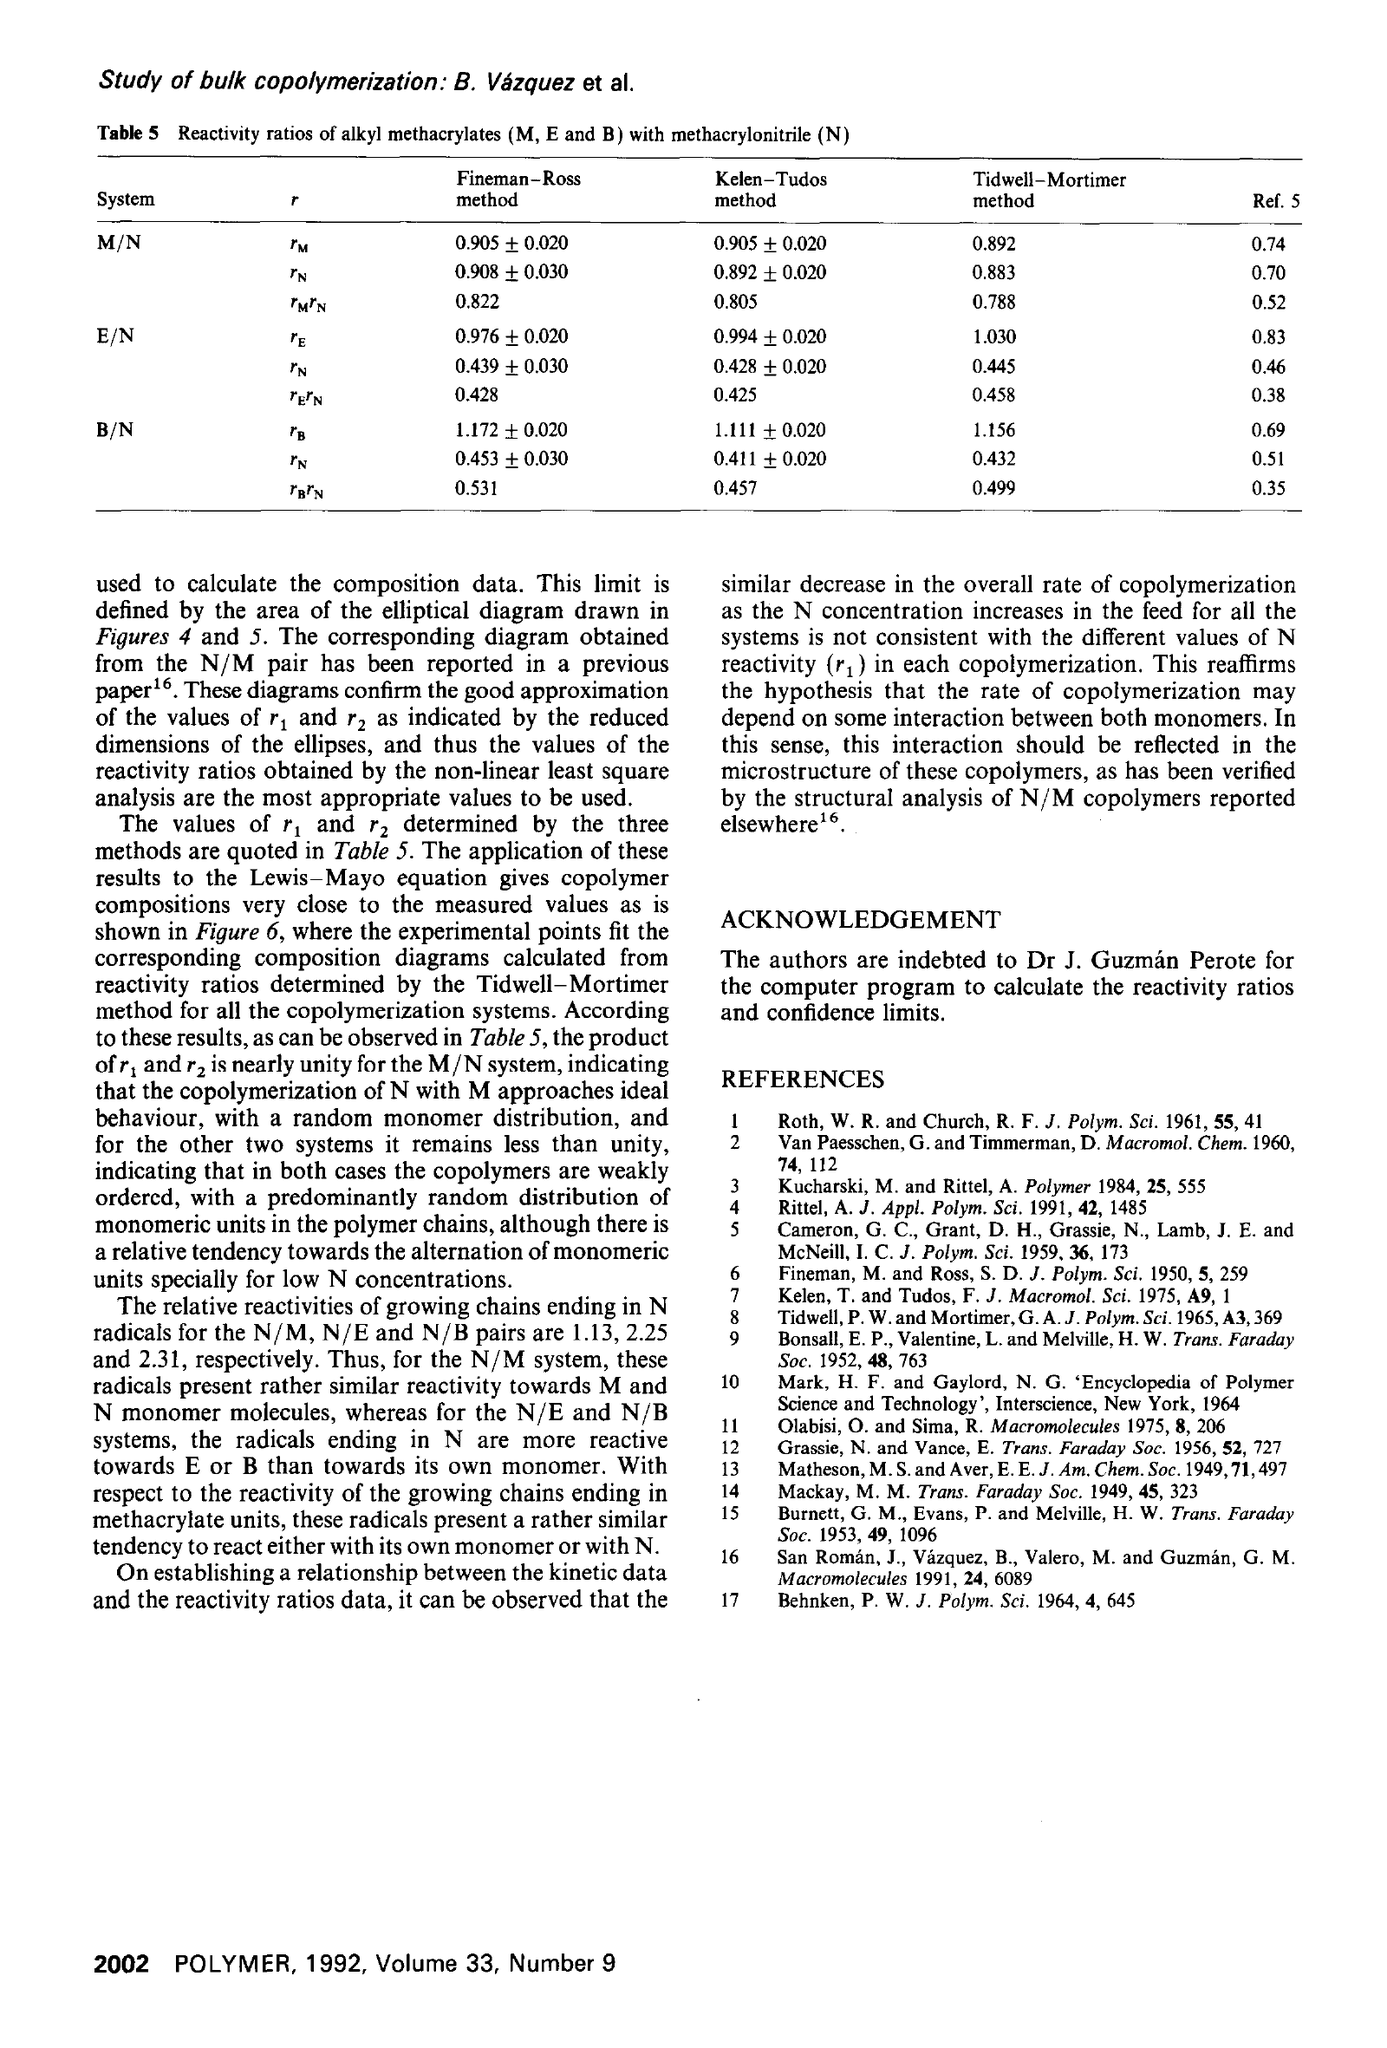 Study of bulk copolymerization: B. Vázquez et al.
Table 5 Reactivity ratios of alkyl methacrylates (M, E and B) with methacrylonitrile (N)
System r Fineman–Ross method Kelen–Tudos method Tidwell–Mortimer method Ref. 5
M/N rM 0.905 ± 0.020 0.905 ± 0.020 0.892 0.74
rN 0.908 ± 0.030 0.892 ± 0.020 0.883 0.70
rMrN 0.822 0.805 0.788 0.52
E/N rE 0.976 ± 0.020 0.994 ± 0.020 1.030 0.83
rN 0.439 ± 0.030 0.428 ± 0.020 0.445 0.46
rErN 0.428 0.425 0.458 0.38
B/N rB 1.172 ± 0.020 1.111 ± 0.020 1.156 0.69
rN 0.453 ± 0.030 0.411 ± 0.020 0.432 0.51
rBrN 0.531 0.457 0.499 0.35
used to calculate the composition data. This limit is
defined by the area of the elliptical diagram drawn in
Figures 4 and 5. The corresponding diagram obtained
from the N/M pair has been reported in a previous
paper¹⁶. These diagrams confirm the good approximation
of the values of r₁ and r₂ as indicated by the reduced
dimensions of the ellipses, and thus the values of the
reactivity ratios obtained by the non-linear least square
analysis are the most appropriate values to be used.
The values of r₁ and r₂ determined by the three
methods are quoted in Table 5. The application of these
results to the Lewis–Mayo equation gives copolymer
compositions very close to the measured values as is
shown in Figure 6, where the experimental points fit the
corresponding composition diagrams calculated from
reactivity ratios determined by the Tidwell–Mortimer
method for all the copolymerization systems. According
to these results, as can be observed in Table 5, the product
of r₁ and r₂ is nearly unity for the M/N system, indicating
that the copolymerization of N with M approaches ideal
behaviour, with a random monomer distribution, and
for the other two systems it remains less than unity,
indicating that in both cases the copolymers are weakly
ordered, with a predominantly random distribution of
monomeric units in the polymer chains, although there is
a relative tendency towards the alternation of monomeric
units specially for low N concentrations.
The relative reactivities of growing chains ending in N
radicals for the N/M, N/E and N/B pairs are 1.13, 2.25
and 2.31, respectively. Thus, for the N/M system, these
radicals present rather similar reactivity towards M and
N monomer molecules, whereas for the N/E and N/B
systems, the radicals ending in N are more reactive
towards E or B than towards its own monomer. With
respect to the reactivity of the growing chains ending in
methacrylate units, these radicals present a rather similar
tendency to react either with its own monomer or with N.
On establishing a relationship between the kinetic data
and the reactivity ratios data, it can be observed that the
similar decrease in the overall rate of copolymerization
as the N concentration increases in the feed for all the
systems is not consistent with the different values of N
reactivity (r₁) in each copolymerization. This reaffirms
the hypothesis that the rate of copolymerization may
depend on some interaction between both monomers. In
this sense, this interaction should be reflected in the
microstructure of these copolymers, as has been verified
by the structural analysis of N/M copolymers reported
elsewhere¹⁶.
ACKNOWLEDGEMENT
The authors are indebted to Dr J. Guzmán Perote for
the computer program to calculate the reactivity ratios
and confidence limits.
REFERENCES
1 Roth, W. R. and Church, R. F. J. Polym. Sci. 1961, 55, 41
2 Van Paesschen, G. and Timmerman, D. Macromol. Chem. 1960,
74, 112
3 Kucharski, M. and Rittel, A. Polymer 1984, 25, 555
4 Rittel, A. J. Appl. Polym. Sci. 1991, 42, 1485
5 Cameron, G. C., Grant, D. H., Grassie, N., Lamb, J. E. and
McNeill, I. C. J. Polym. Sci. 1959, 36, 173
6 Fineman, M. and Ross, S. D. J. Polym. Sci. 1950, 5, 259
7 Kelen, T. and Tudos, F. J. Macromol. Sci. 1975, A9, 1
8 Tidwell, P. W. and Mortimer, G. A. J. Polym. Sci. 1965, A3, 369
9 Bonsall, E. P., Valentine, L. and Melville, H. W. Trans. Faraday
Soc. 1952, 48, 763
10 Mark, H. F. and Gaylord, N. G. ‘Encyclopedia of Polymer
Science and Technology’, Interscience, New York, 1964
11 Olabisi, O. and Sima, R. Macromolecules 1975, 8, 206
12 Grassie, N. and Vance, E. Trans. Faraday Soc. 1956, 52, 727
13 Matheson, M. S. and Aver, E. E. J. Am. Chem. Soc. 1949, 71, 497
14 Mackay, M. M. Trans. Faraday Soc. 1949, 45, 323
15 Burnett, G. M., Evans, P. and Melville, H. W. Trans. Faraday
Soc. 1953, 49, 1096
16 San Román, J., Vázquez, B., Valero, M. and Guzmán, G. M.
Macromolecules 1991, 24, 6089
17 Behnken, P. W. J. Polym. Sci. 1964, 4, 645
2002 POLYMER, 1992, Volume 33, Number 9